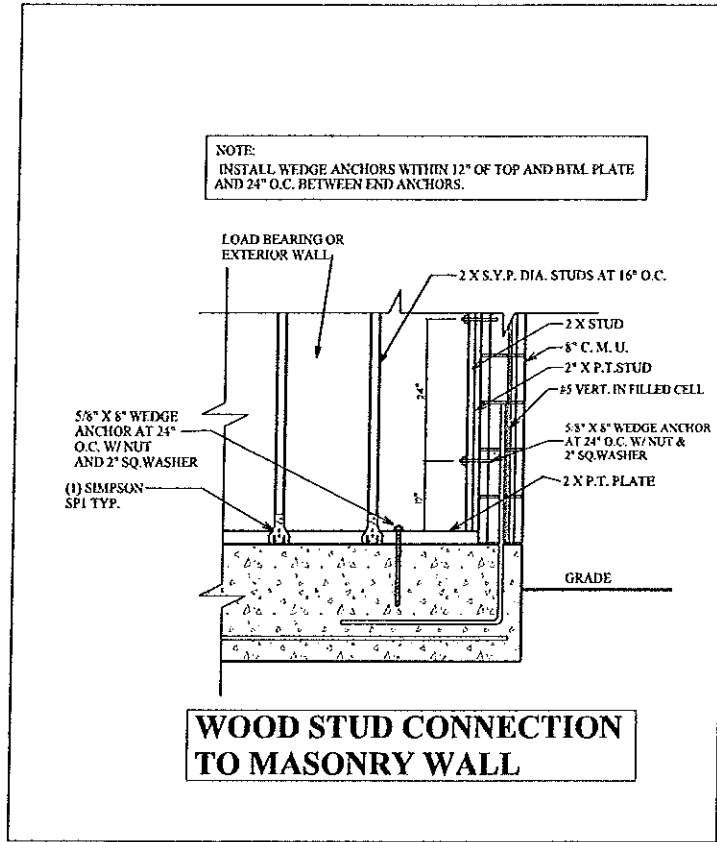 NOTE:
INSTALL WEDGE ANCHORS WITHIN 12" OF TOP AND BTM. PLATE
AND 24" O.C. BETWEEN END ANCHORS.
LOAD BEARING OR
EXTERIOR WALL
2 X S.Y.P. DIA. STUDS AT 16" O.C.
2 X STUD
8" C. M. U.
2" X P.T.STUD
#5 VERT. IN FILLED CELL
24"
5/8" X 8" WEDGE
ANCHOR AT 24"
O.C. W/ NUT
AND 2" SQ.WASHER
5/8" X 8" WEDGE ANCHOR
AT 24" O.C. W/ NUT &
2" SQ.WASHER
(1) SIMPSON
SP1 TYP.
2 X P.T. PLATE
GRADE
WOOD STUD CONNECTION
TO MASONRY WALL